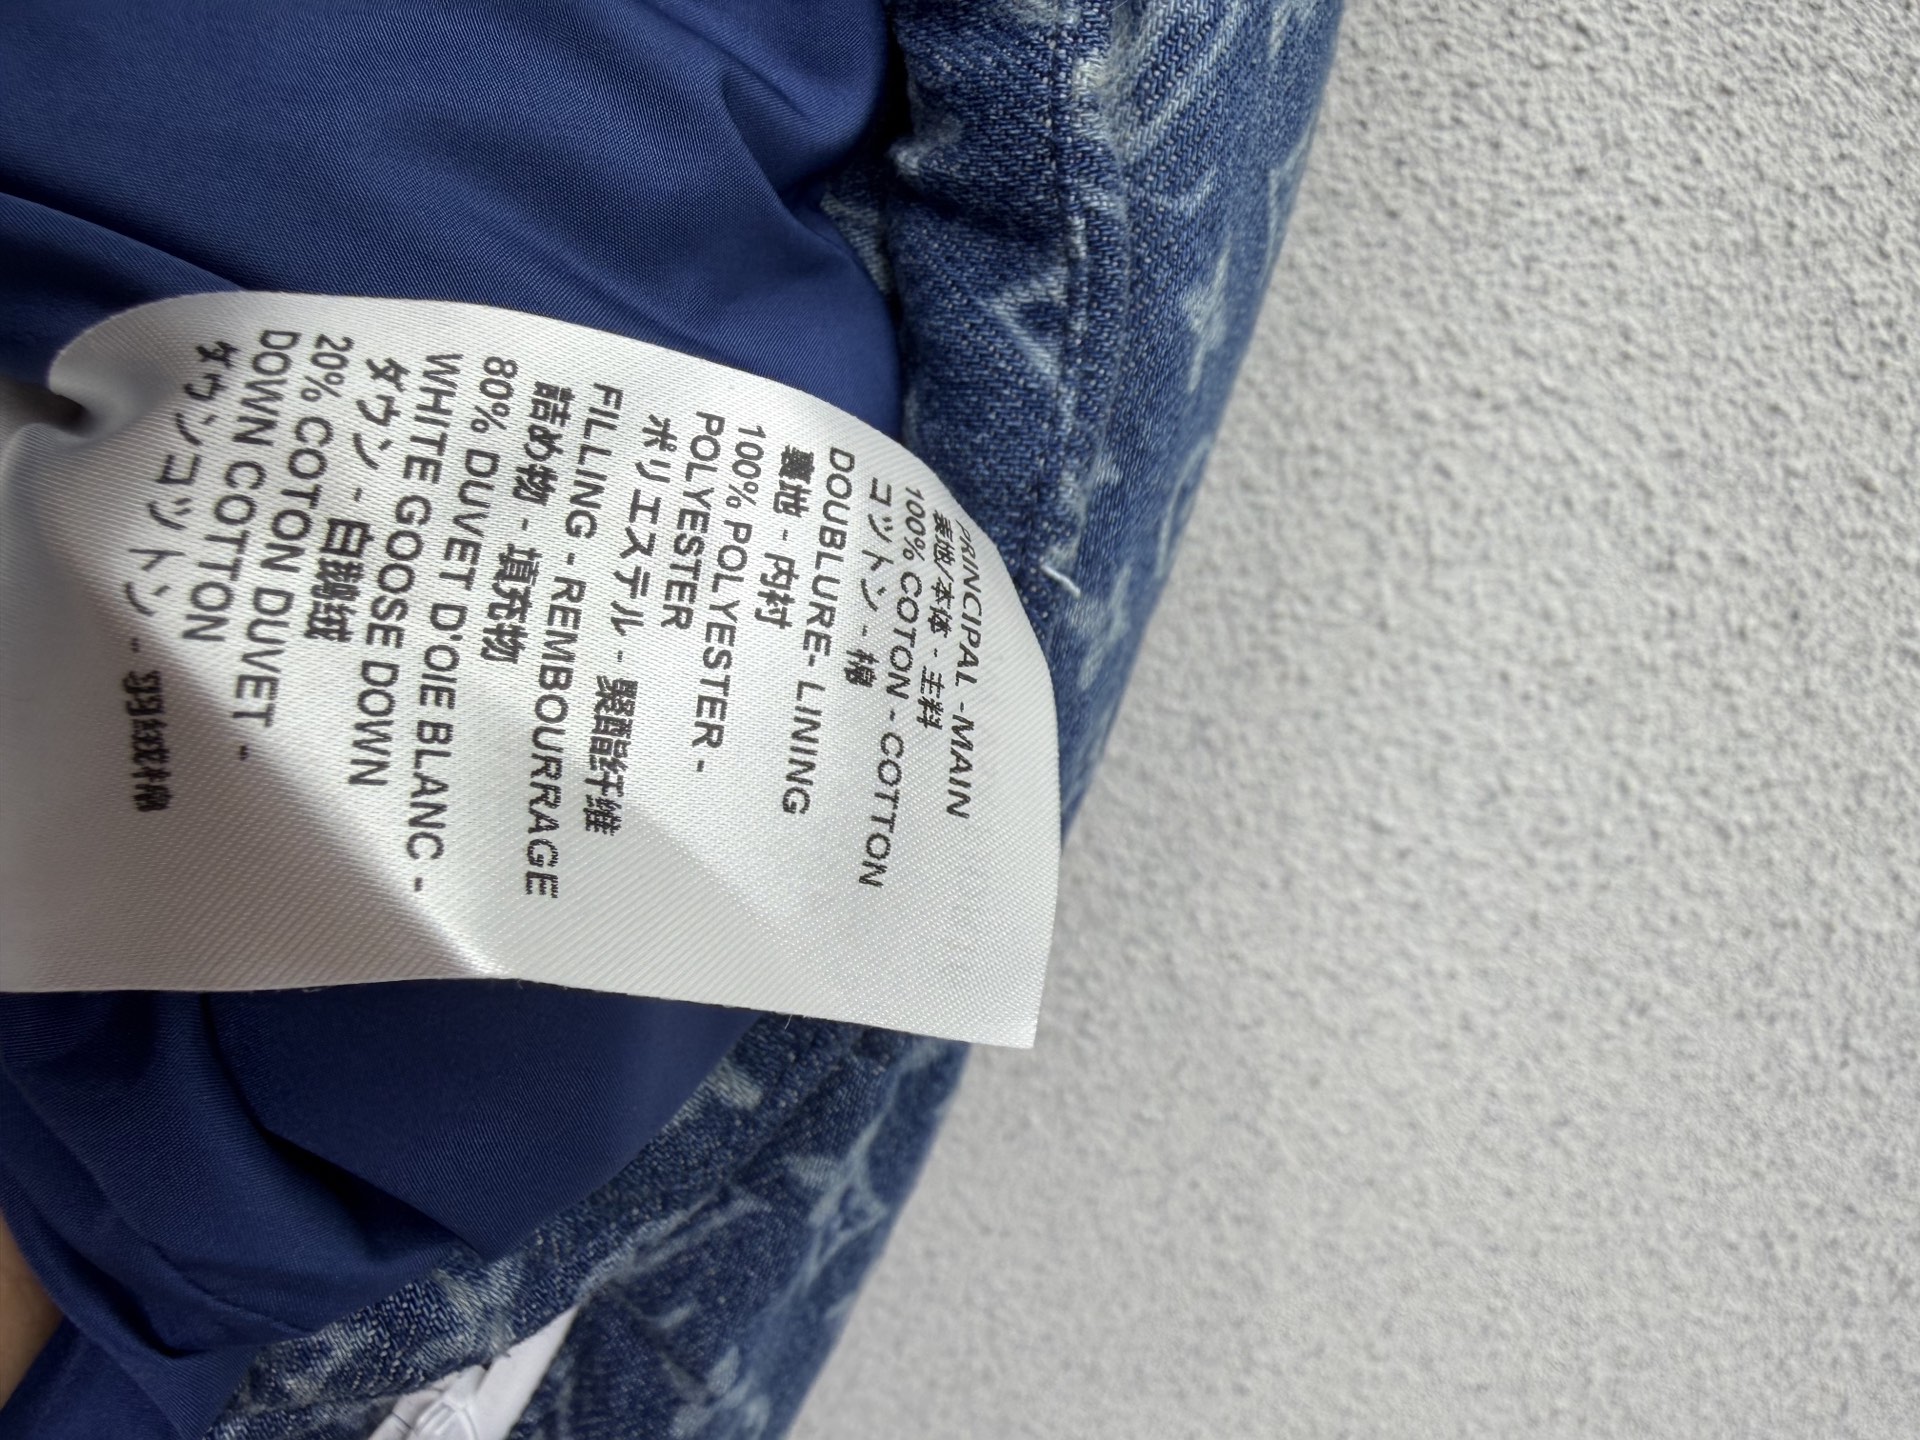 PRINCIPAL -MAIN
表地/本体 - 主料
100% COTON - COTTON
コットン - 棉
DOUBLURE- LINING
裏地 - 内衬
100% POLYESTER -
POLYESTER
ポリエステル - 聚酯纤维
FILLING - REMBOURRAGE
詰め物 - 填充物
80% DUVET D'OIE BLANC -
WHITE GOOSE DOWN
ダウン - 白鹅绒
20% COTON DUVET -
DOWN COTTON
ダウンコットン - 羽绒棉